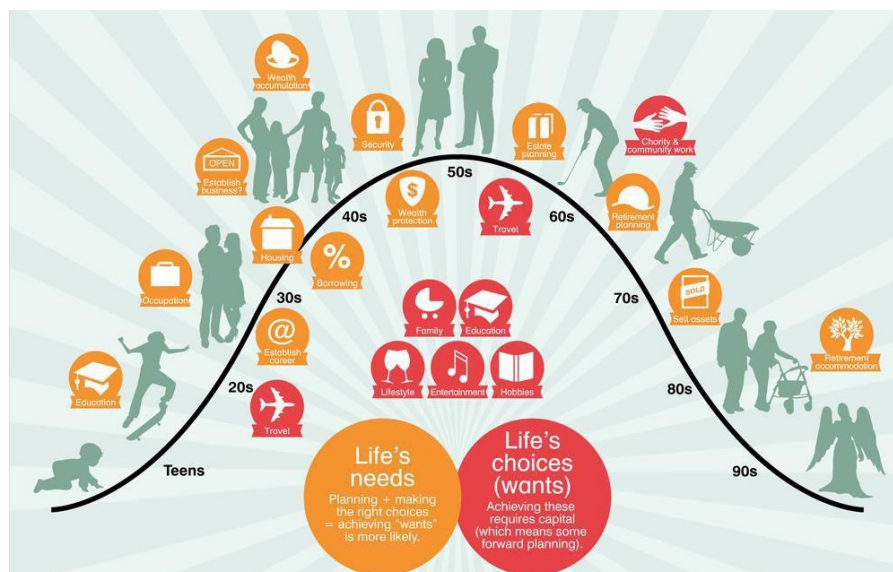 Wealth
accumulation
Security
Estate
planning
Charity &
community work
OPEN
Establish
business?
50s
$
Wealth
protection
Travel
40s
60s
Retirement
planning
Housing
%
Borrowing
Occupation
30s
70s
SOLD
Sell assets
Family
Education
@
Establish
career
Retirement
accommodation
Education
20s
Lifestyle
Entertainment
Hobbies
80s
Travel
Teens
90s
Life's
needs
Planning + making
the right choices
= achieving "wants"
is more likely.
Life's
choices
(wants)
Achieving these
requires capital
(which means some
forward planning).